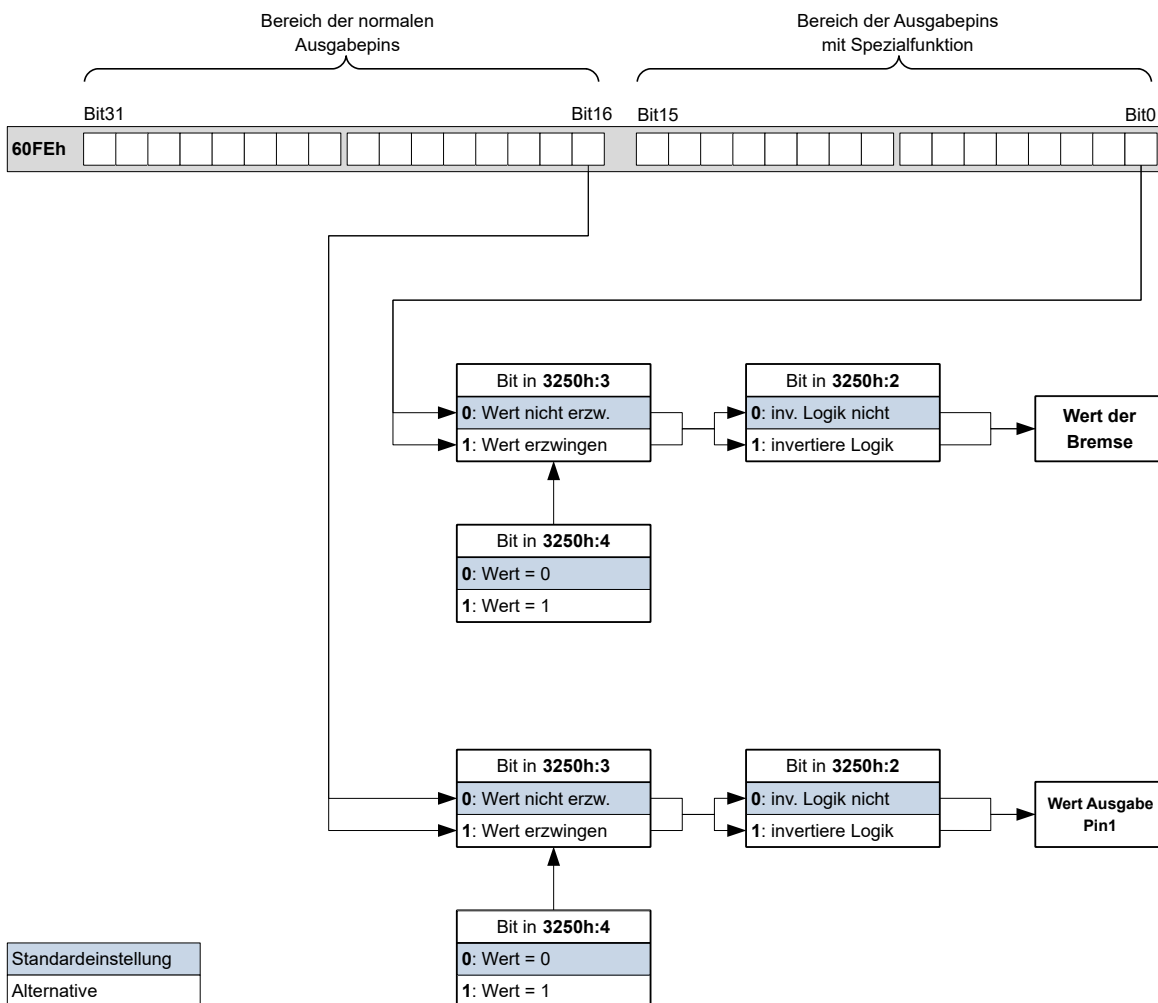 Bereich der normalen
Ausgabepins
Bereich der Ausgabepins
mit Spezialfunktion
Bit31
Bit16
Bit15
Bit0
60FEh
Bit in 3250h:3
0: Wert nicht erzw.
1: Wert erzwingen
Bit in 3250h:2
0: inv. Logik nicht
1: invertiere Logik
Wert der
Bremse
Bit in 3250h:4
0: Wert = 0
1: Wert = 1
Bit in 3250h:3
0: Wert nicht erzw.
1: Wert erzwingen
Bit in 3250h:2
0: inv. Logik nicht
1: invertiere Logik
Wert Ausgabe
Pin1
Bit in 3250h:4
0: Wert = 0
1: Wert = 1
Standardeinstellung
Alternative